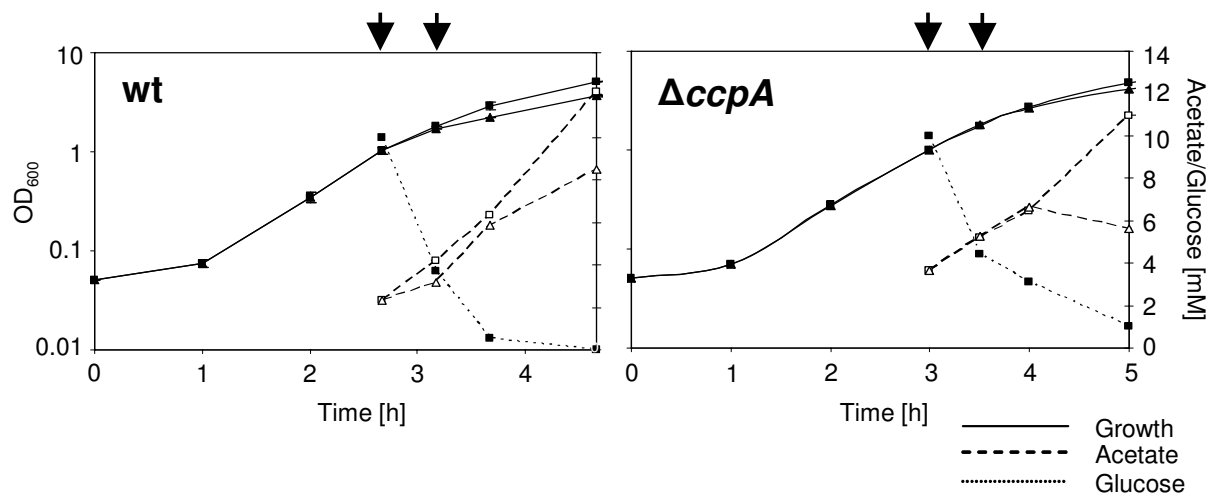 wt
10
1
0.1
0.01
OD600
0 1 2 3 4
Time [h]
ΔccpA
14
12
10
8
6
4
2
0
Acetate/Glucose [mM]
0 1 2 3 4 5
Time [h]
Growth
Acetate
Glucose